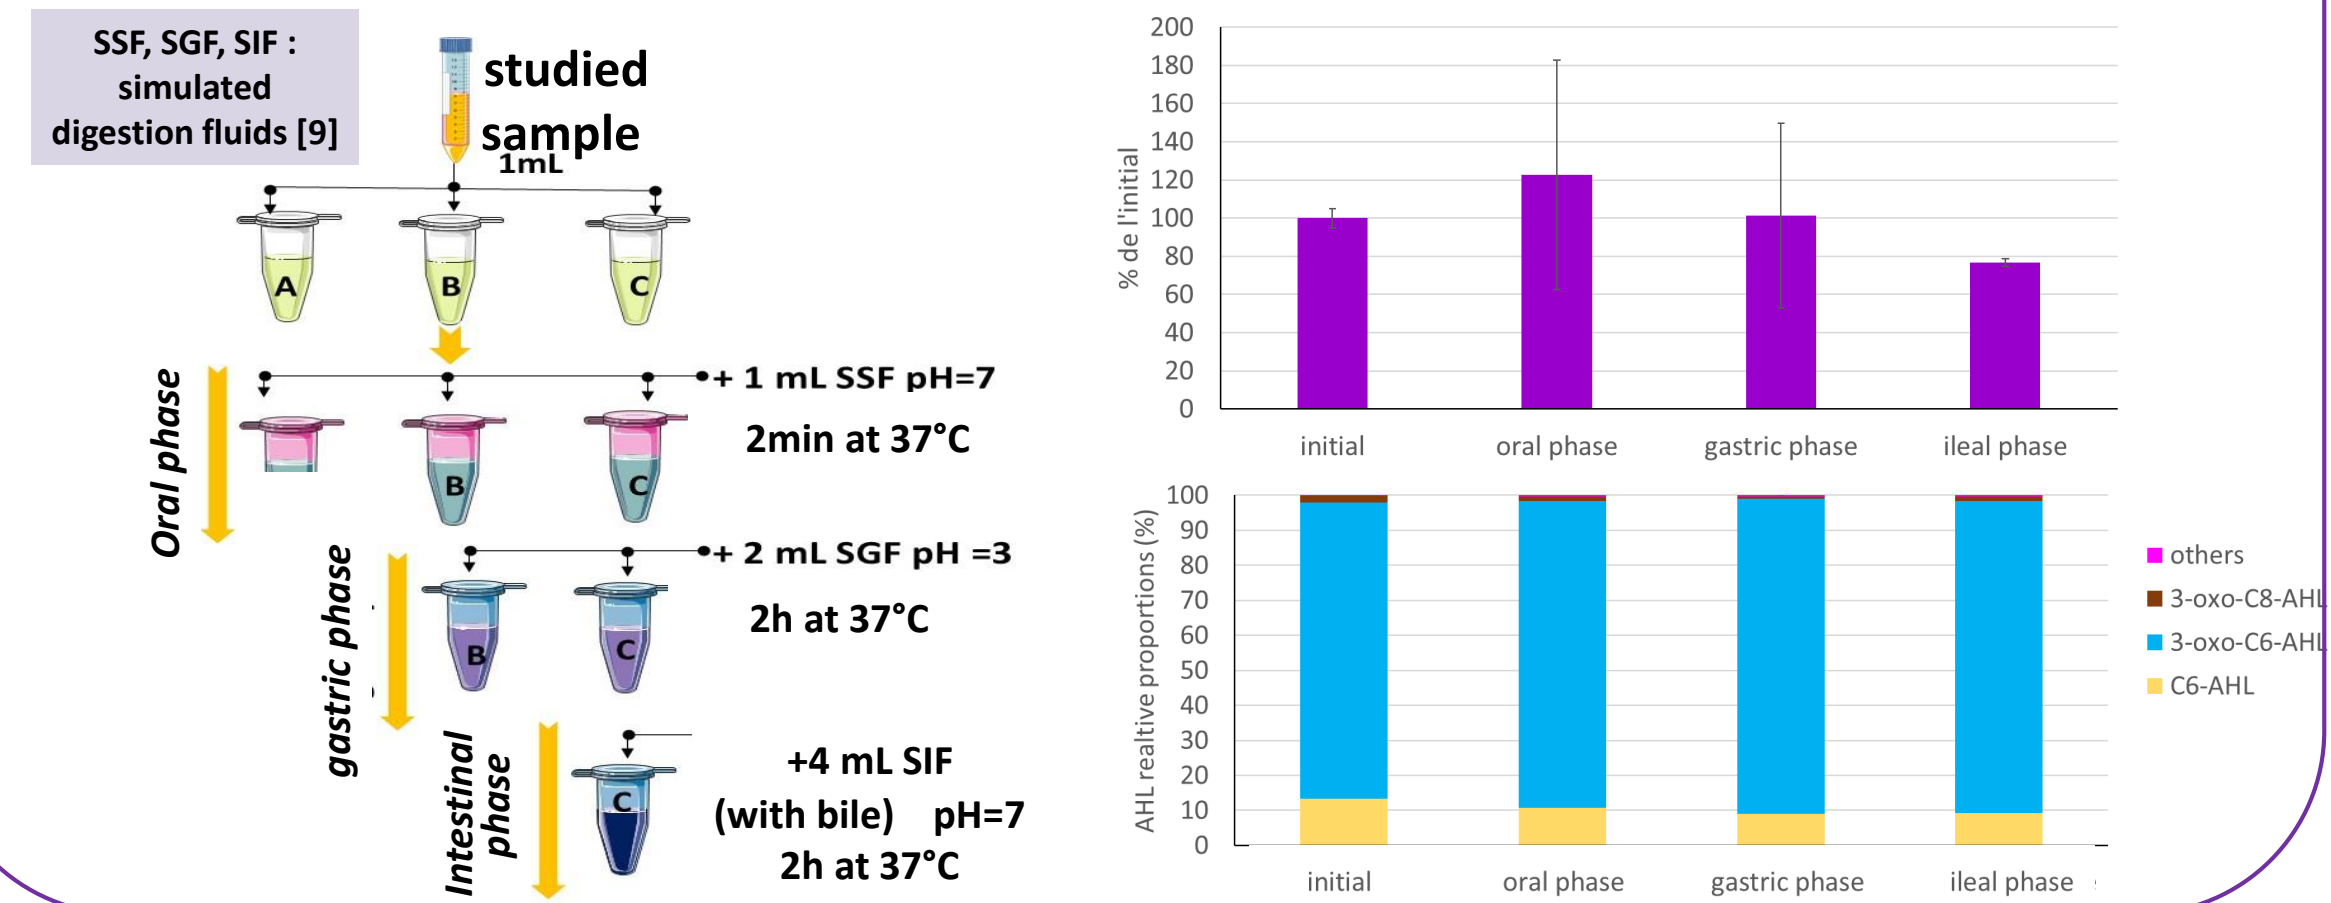 SSF, SGF, SIF :
simulated
digestion fluids [9]
studied
sample
1mL
A
B
C
Oral phase
+ 1 mL SSF pH=7
2min at 37°C
B
C
gastric phase
+ 2 mL SGF pH =3
2h at 37°C
B
C
Intestinal
phase
+4 mL SIF
(with bile) pH=7
2h at 37°C
C
% de l'initial
200
180
160
140
120
100
80
60
40
20
0
initial
oral phase
gastric phase
ileal phase
AHL realtive proportions (%)
100
90
80
70
60
50
40
30
20
10
0
initial
oral phase
gastric phase
ileal phase
others
3-oxo-C8-AHL
3-oxo-C6-AHL
C6-AHL